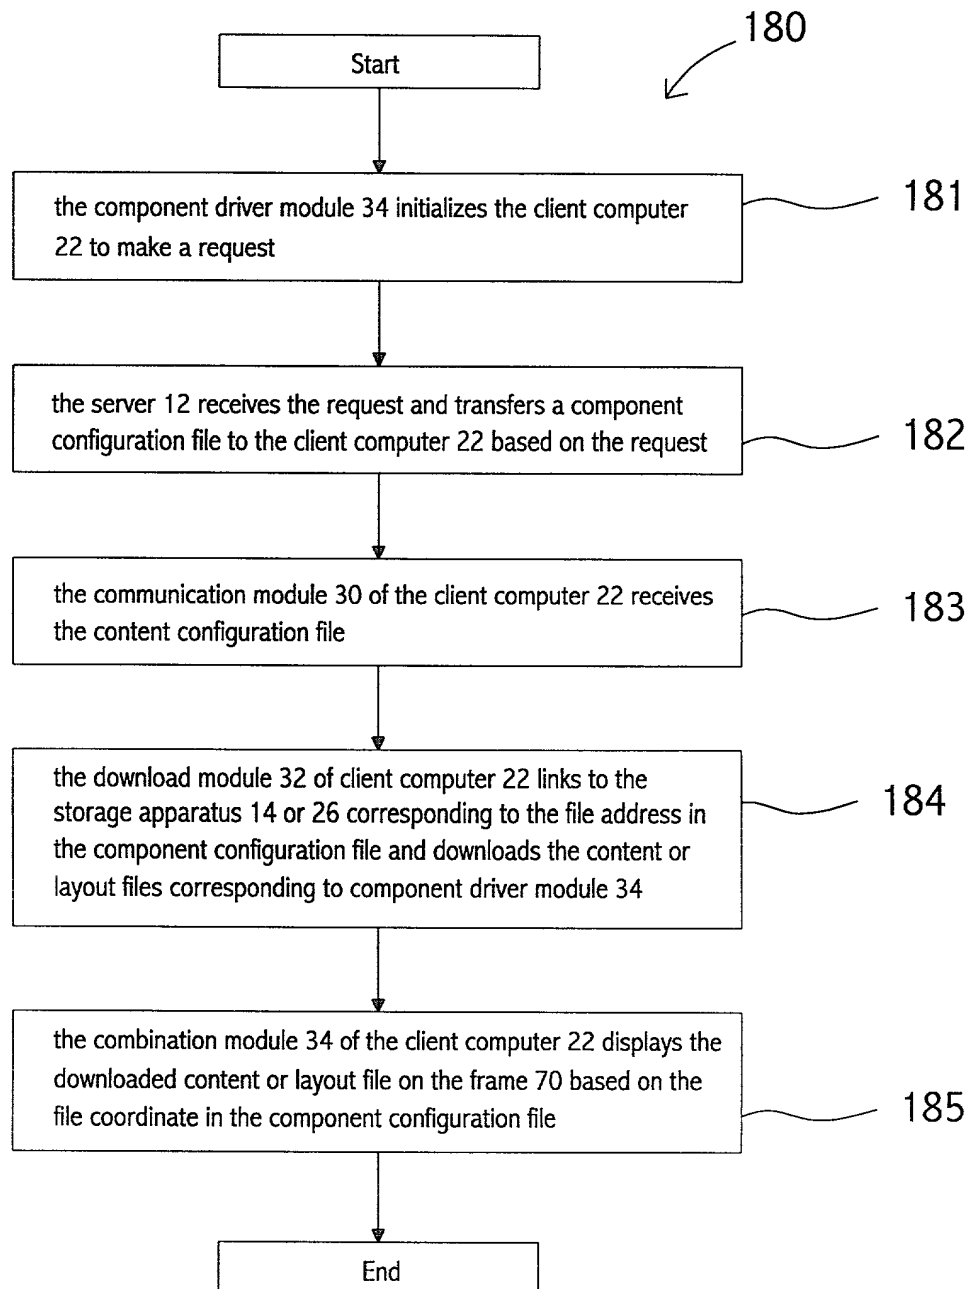 180
Start
the component driver module 34 initializes the client computer
22 to make a request
181
the server 12 receives the request and transfers a component
configuration file to the client computer 22 based on the request
182
the communication module 30 of the client computer 22 receives
the content configuration file
183
the download module 32 of client computer 22 links to the
storage apparatus 14 or 26 corresponding to the file address in
the component configuration file and downloads the content or
layout files corresponding to component driver module 34
184
the combination module 34 of the client computer 22 displays the
downloaded content or layout file on the frame 70 based on the
file coordinate in the component configuration file
185
End